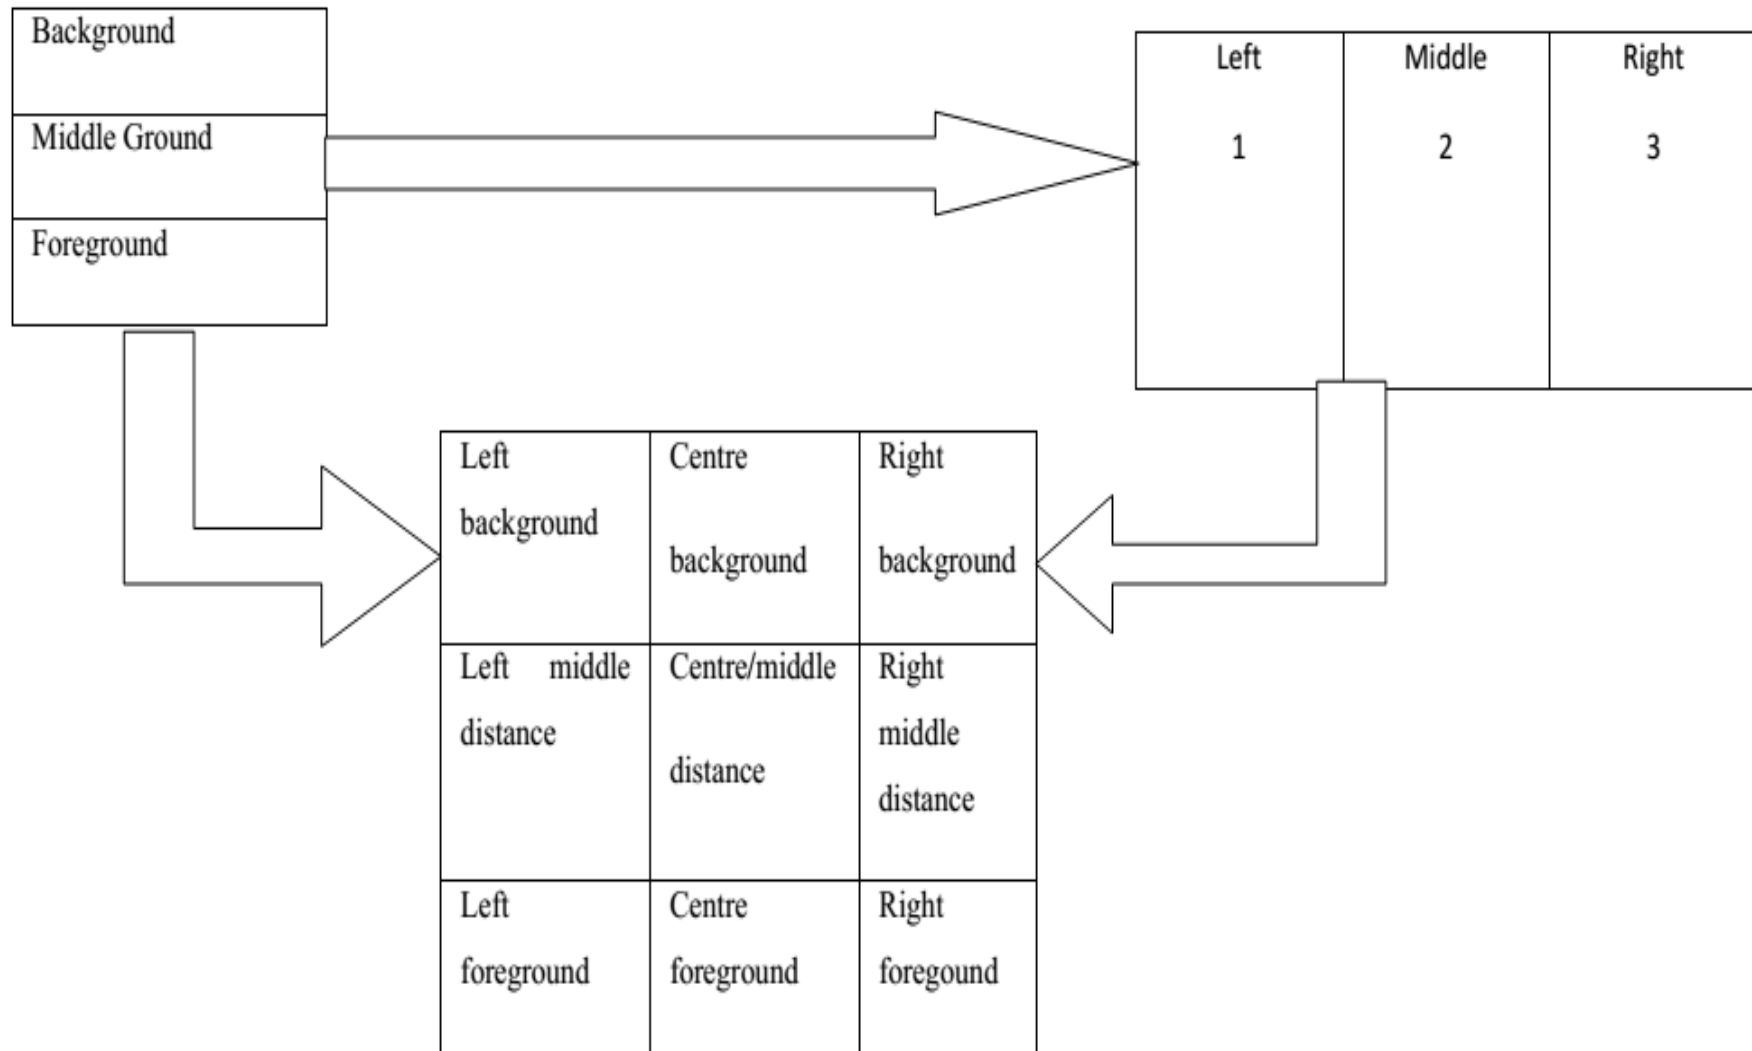 Background
Middle Ground
Foreground
Left
Middle
Right
1
2
3
Left
background
Centre
background
Right
background
Left middle
distance
Centre/middle
distance
Right
middle
distance
Left
foreground
Centre
foreground
Right
foregound